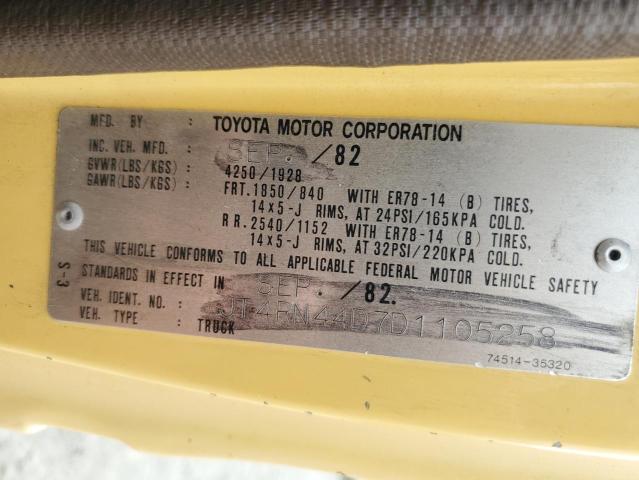 MFD. BY : TOYOTA MOTOR CORPORATION
INC. VEH. MFD. : SEP. /82
GVWR(LBS/KGS) : 4250/1928
GAWR(LBS/KGS) : FRT.1850/840 WITH ER78-14 (B) TIRES,
14x5-J RIMS, AT 24PSI/165KPA COLD.
RR.2540/1152 WITH ER78-14 (B) TIRES,
14x5-J RIMS, AT 32PSI/220KPA COLD.
THIS VEHICLE CONFORMS TO ALL APPLICABLE FEDERAL MOTOR VEHICLE SAFETY
STANDARDS IN EFFECT IN SEP. /82.
VEH. IDENT. NO. : JT4RN44D7D1105258
VEH. TYPE : TRUCK
S-3
74514-35320